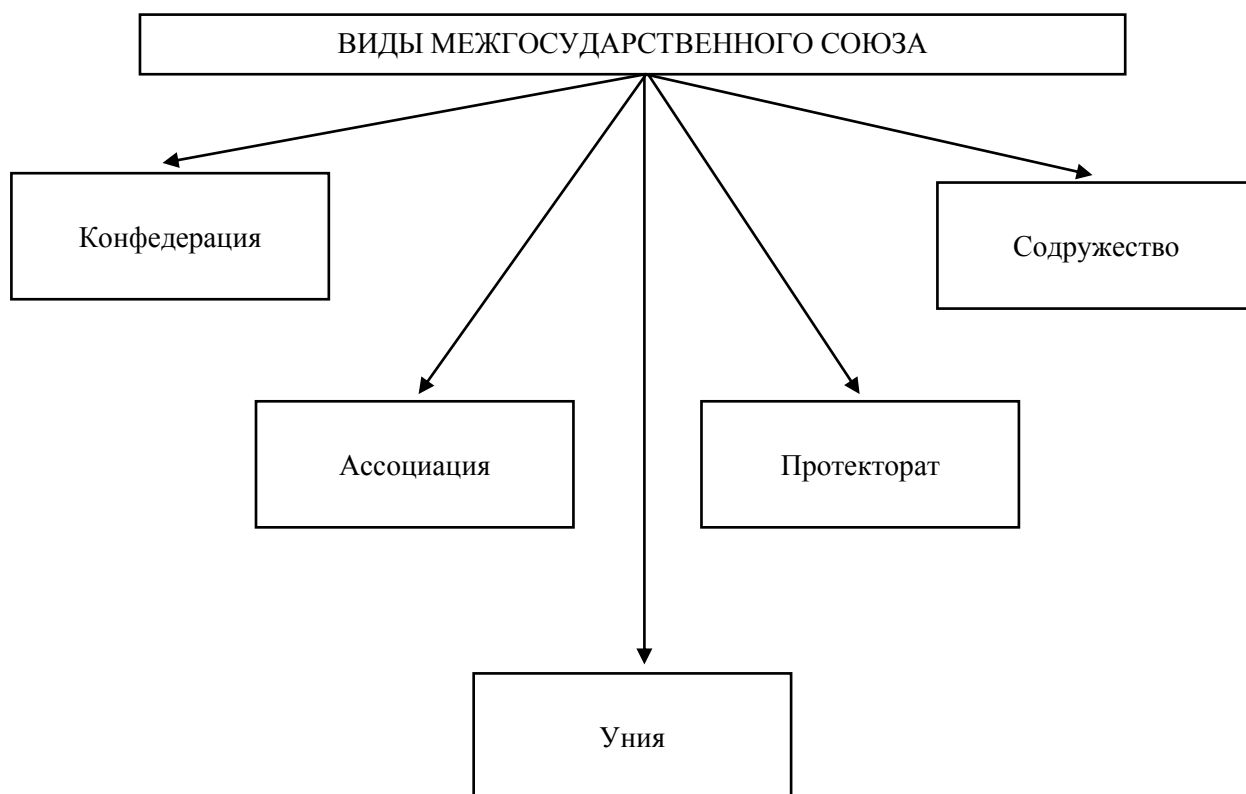 ВИДЫ МЕЖГОСУДАРСТВЕННОГО СОЮЗА
Конфедерация
Содружество
Ассоциация
Протекторат
Уния